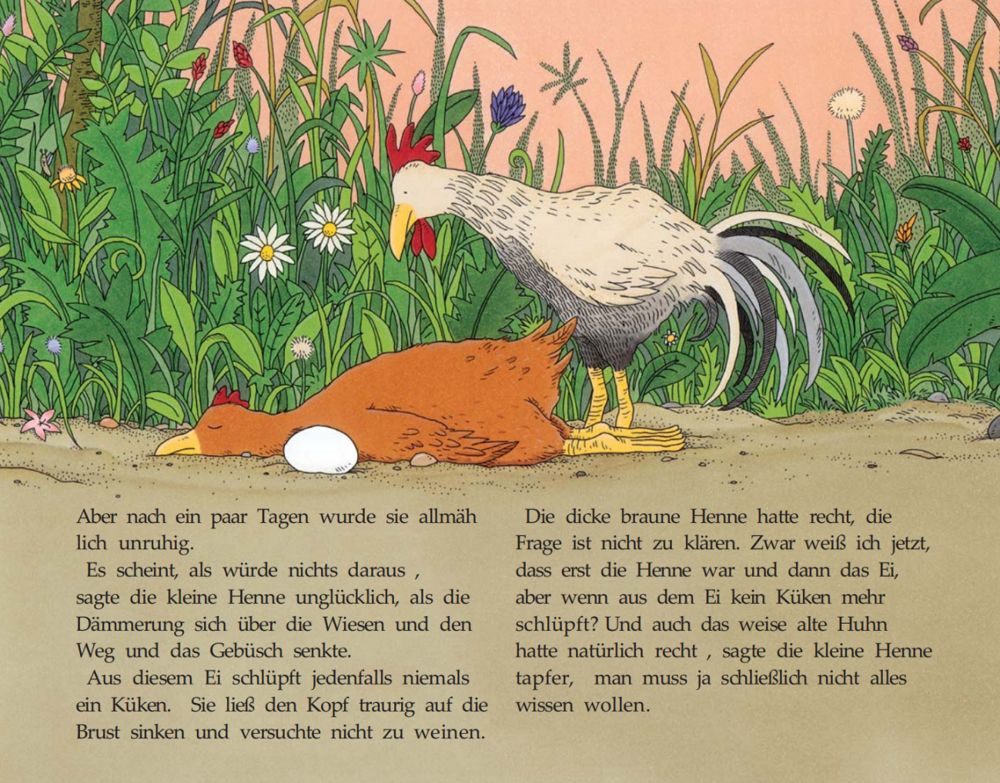 Aber nach ein paar Tagen wurde sie allmäh
lich unruhig.
Es scheint, als würde nichts daraus ,
sagte die kleine Henne unglücklich, als die
Dämmerung sich über die Wiesen und den
Weg und das Gebüsch senkte.
Aus diesem Ei schlüpft jedenfalls niemals
ein Küken. Sie ließ den Kopf traurig auf die
Brust sinken und versuchte nicht zu weinen.
Die dicke braune Henne hatte recht, die
Frage ist nicht zu klären. Zwar weiß ich jetzt,
dass erst die Henne war und dann das Ei,
aber wenn aus dem Ei kein Küken mehr
schlüpft? Und auch das weise alte Huhn
hatte natürlich recht , sagte die kleine Henne
tapfer, man muss ja schließlich nicht alles
wissen wollen.